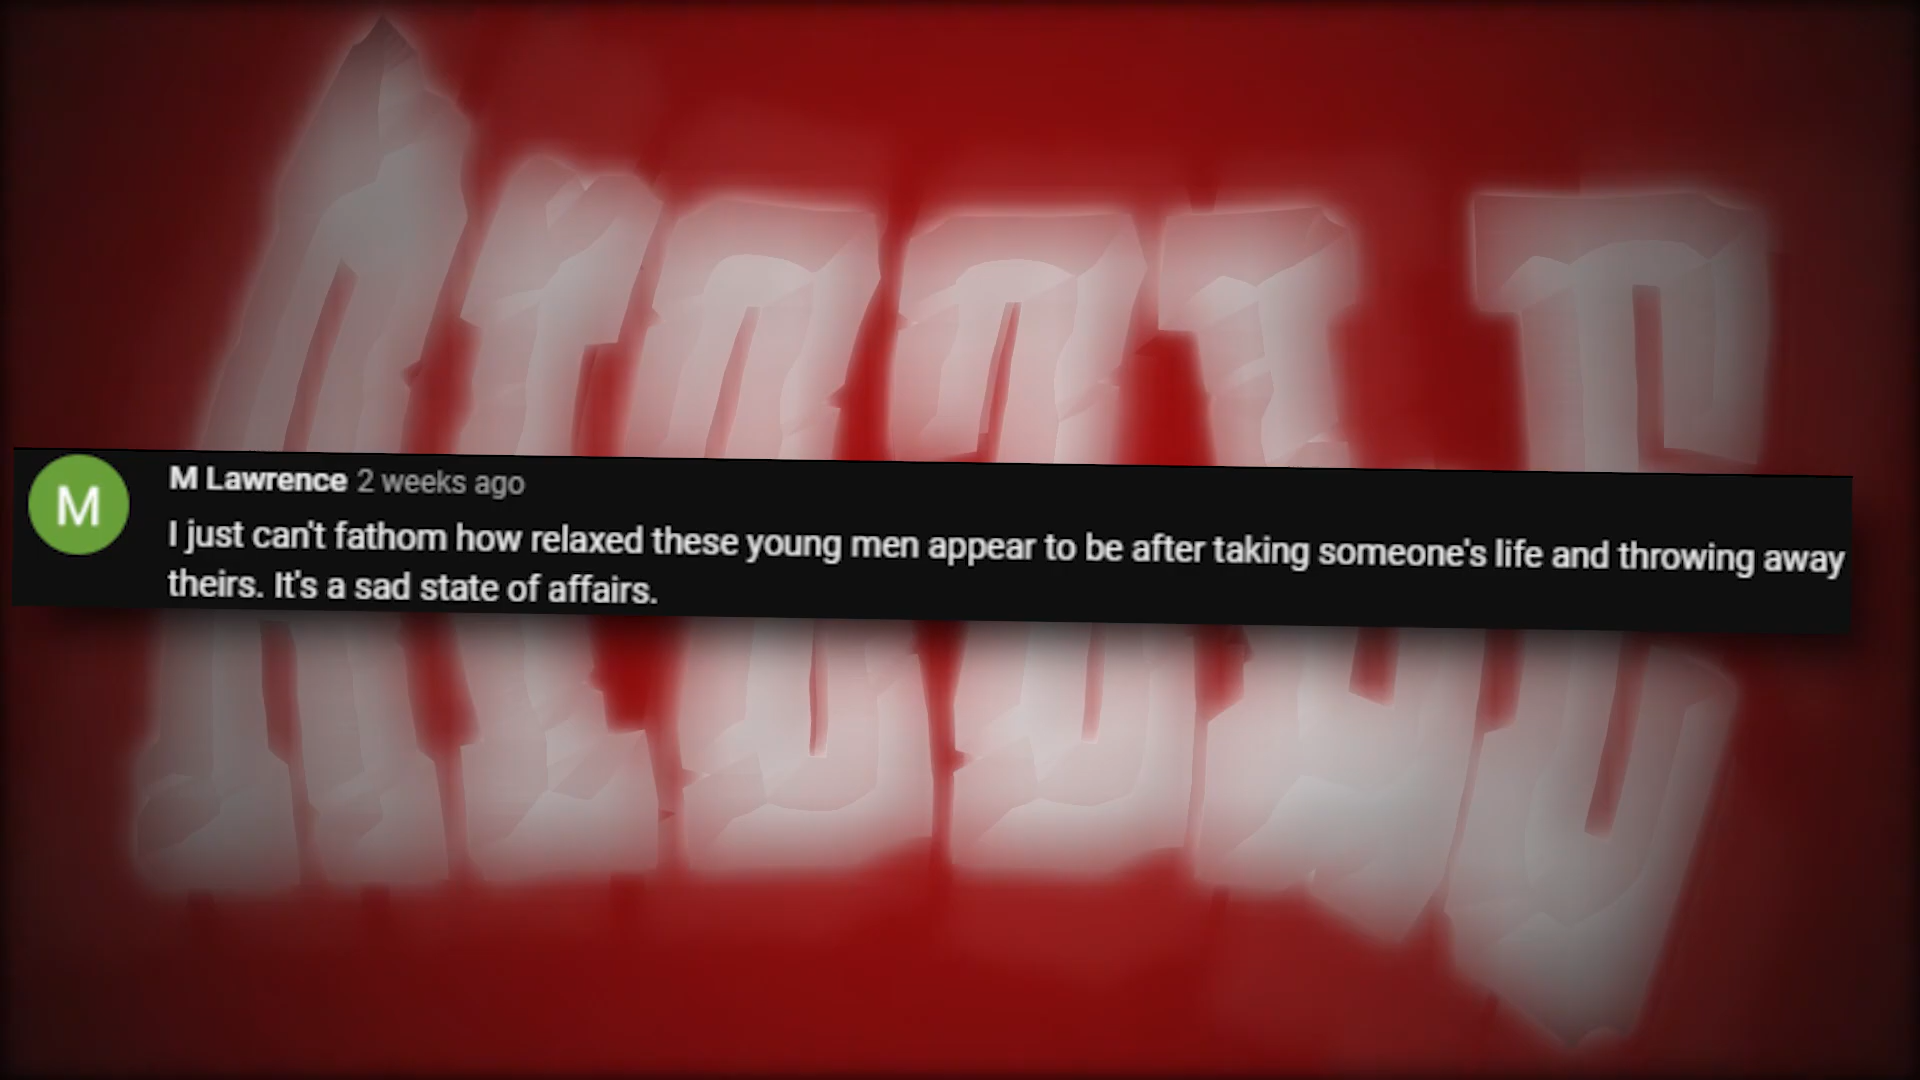 M
M Lawrence 2 weeks ago
I just can't fathom how relaxed these young men appear to be after taking someone's life and throwing away
theirs. It's a sad state of affairs.